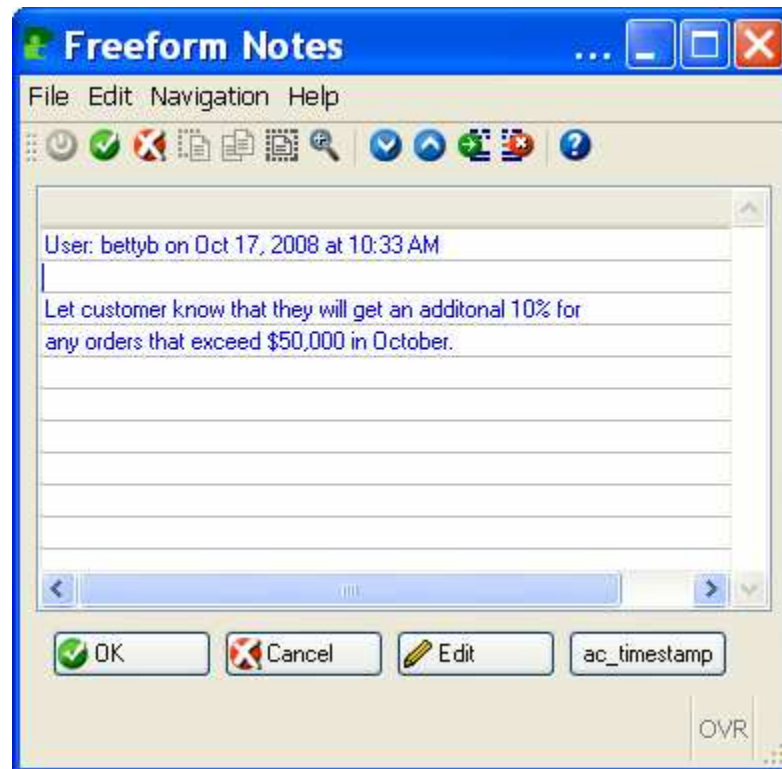 Freeform Notes ...
File Edit Navigation Help
User: bettyb on Oct 17, 2008 at 10:33 AM
Let customer know that they will get an additonal 10% for
any orders that exceed $50,000 in October.
OK Cancel Edit ac_timestamp
OVR